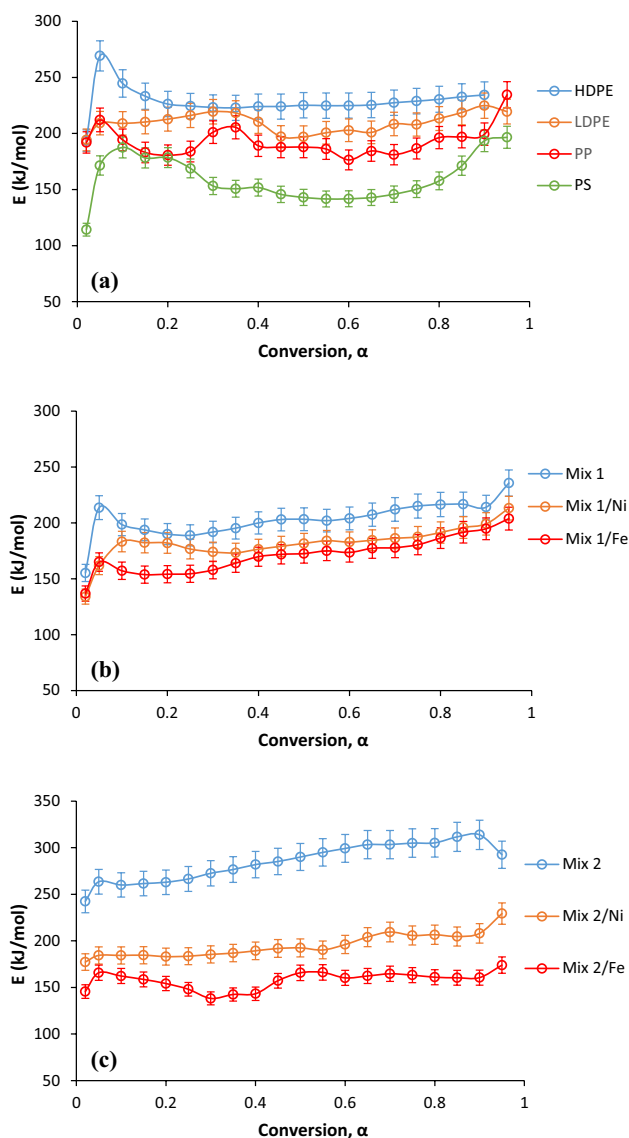 300
250
200
150
100
50
E (kJ/mol)
0
0.2
0.4
0.6
0.8
1
Conversion, α
(a)
HDPE
LDPE
PP
PS
300
250
200
150
100
50
E (kJ/mol)
0
0.2
0.4
0.6
0.8
1
Conversion, α
(b)
Mix 1
Mix 1/Ni
Mix 1/Fe
350
300
250
200
150
100
50
E (kJ/mol)
0
0.2
0.4
0.6
0.8
1
Conversion, α
(c)
Mix 2
Mix 2/Ni
Mix 2/Fe